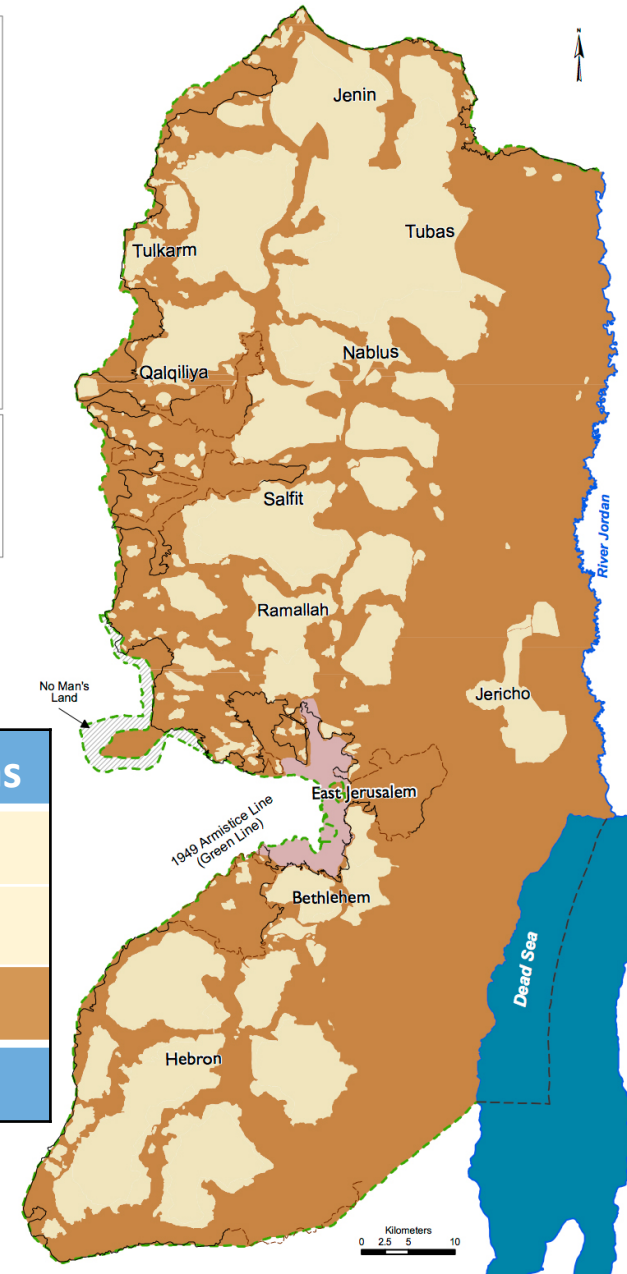 N
Jenin
Tubas
Tulkarm
Nablus
Qalqiliya
Salfit
River Jordan
Ramallah
No Man's
Land
Jericho
S
East Jerusalem
1949 Armistice Line
(Green Line)
Bethlehem
Dead Sea
Hebron
Kilometers
0 2.5 5 10